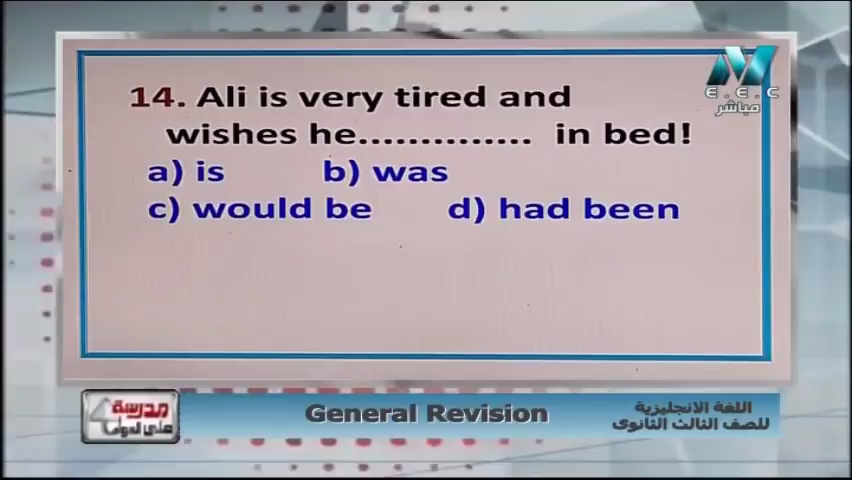 14. Ali is very tired and
wishes he.............. in bed!
a) is b) was
c) would be d) had been
E.E.C
مباشر
General Revision
اللغة الانجليزية
للصف الثالث الثانوى
مدرسة
على الهواء